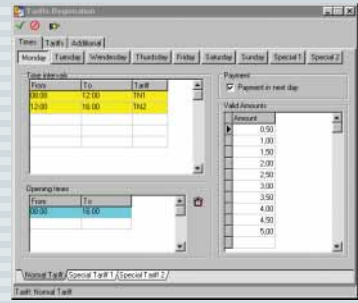 Tariffs Registration
Times Tariffs Additional
Monday Tuesday Wendesday Thursday Friday Saturday Sunday Special 1 Special 2
Time intervals
From To Tariff
08:00 12:00 TN1
12:00 16:00 TN2
Opening times
From To
08:00 16:00
Payment
Payment in next day
Valid Amounts
Amount
0,50
1,00
1,50
2,00
2,50
3,00
3,50
4,00
4,50
5,00
Normal Tariff Special Tariff 1 Special Tariff 2
Tariff: Normal Tariff